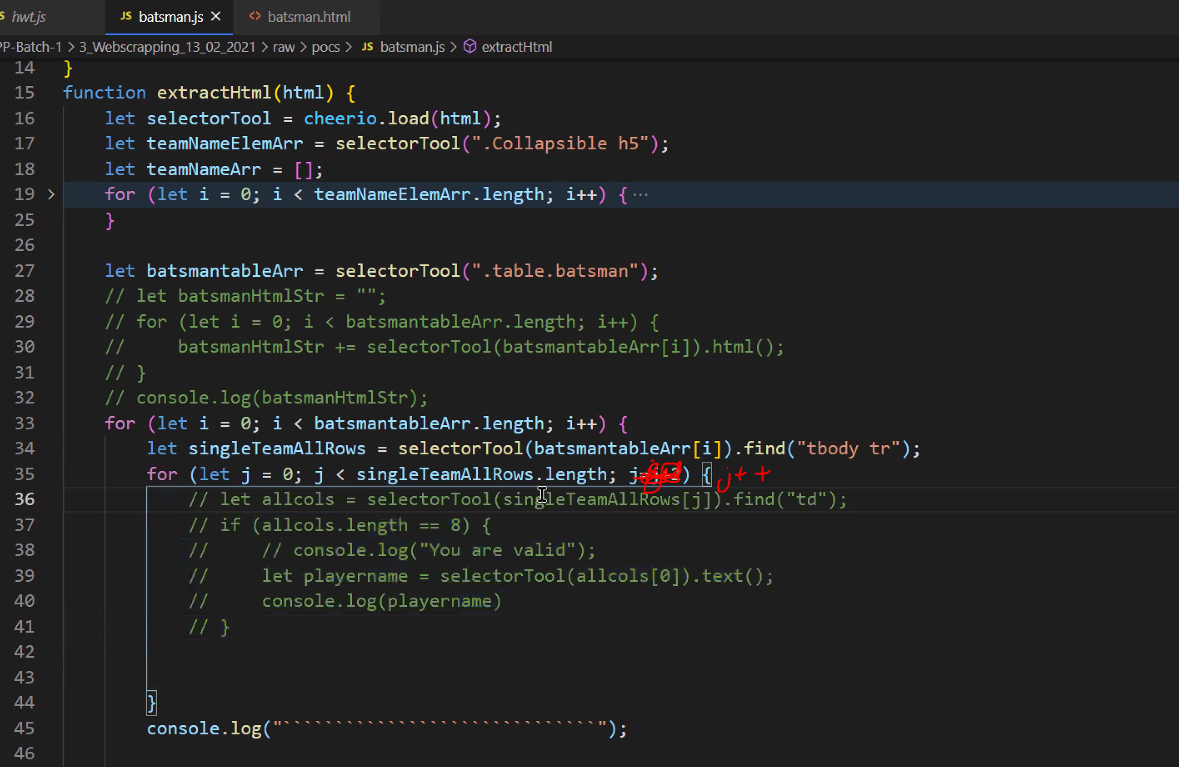 JS hwt.js JS batsman.js × <> batsman.html
PP-Batch-1 > 3_Webscrapping_13_02_2021 > raw > pocs > JS batsman.js > extractHtml
14 }
15 function extractHtml(html) {
16 let selectorTool = cheerio.load(html);
17 let teamNameElemArr = selectorTool(".Collapsible h5");
18 let teamNameArr = [];
19 > for (let i = 0; i < teamNameElemArr.length; i++) { ···
25 }
26
27 let batsmantableArr = selectorTool(".table.batsman");
28 // let batsmanHtmlStr = "";
29 // for (let i = 0; i < batsmantableArr.length; i++) {
30 // batsmanHtmlStr += selectorTool(batsmantableArr[i]).html();
31 // }
32 // console.log(batsmanHtmlStr);
33 for (let i = 0; i < batsmantableArr.length; i++) {
34 let singleTeamAllRows = selectorTool(batsmantableArr[i]).find("tbody tr");
35 for (let j = 0; j < singleTeamAllRows.length; ) { j++
36 // let allcols = selectorTool(singleTeamAllRows[j]).find("td");
37 // if (allcols.length == 8) {
38 // // console.log("You are valid");
39 // let playername = selectorTool(allcols[0]).text();
40 // console.log(playername)
41 // }
42
43
44 }
45 console.log("``````````````````````````````");
46